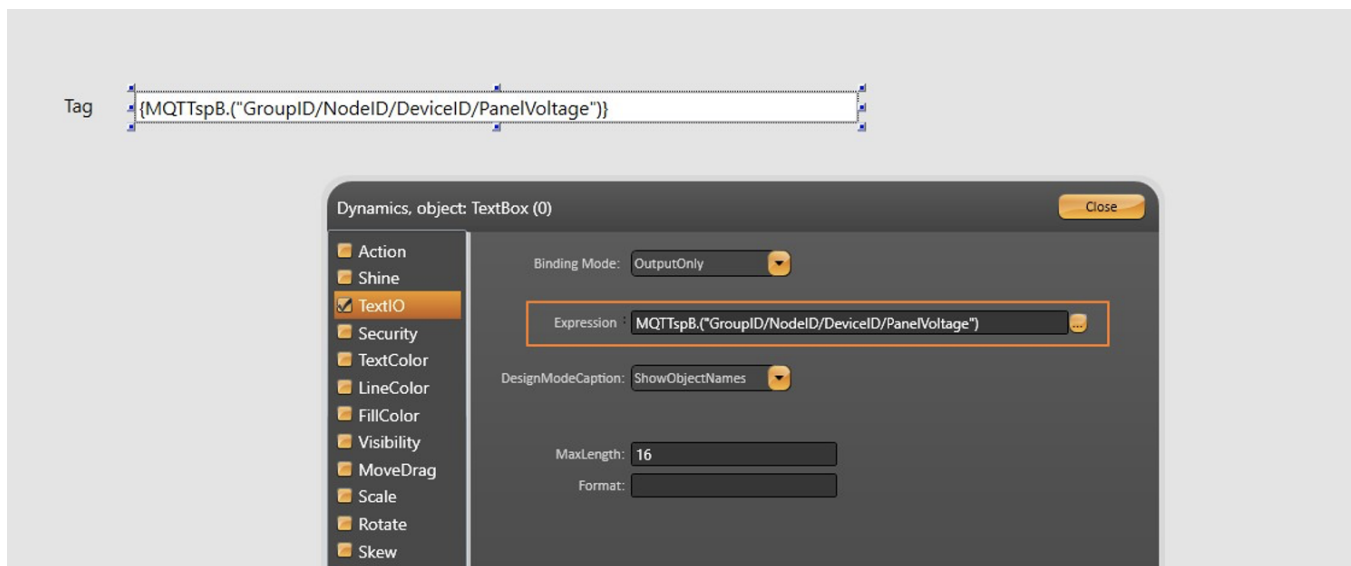 Tag {MQTTspB.("GroupID/NodeID/DeviceID/PanelVoltage")}
Dynamics, object: TextBox (0)
Close
Action
Shine
TextIO
Security
TextColor
LineColor
FillColor
Visibility
MoveDrag
Scale
Rotate
Skew
Binding Mode: OutputOnly
Expression : MQTTspB.("GroupID/NodeID/DeviceID/PanelVoltage") ...
DesignModeCaption: ShowObjectNames
MaxLength: 16
Format: